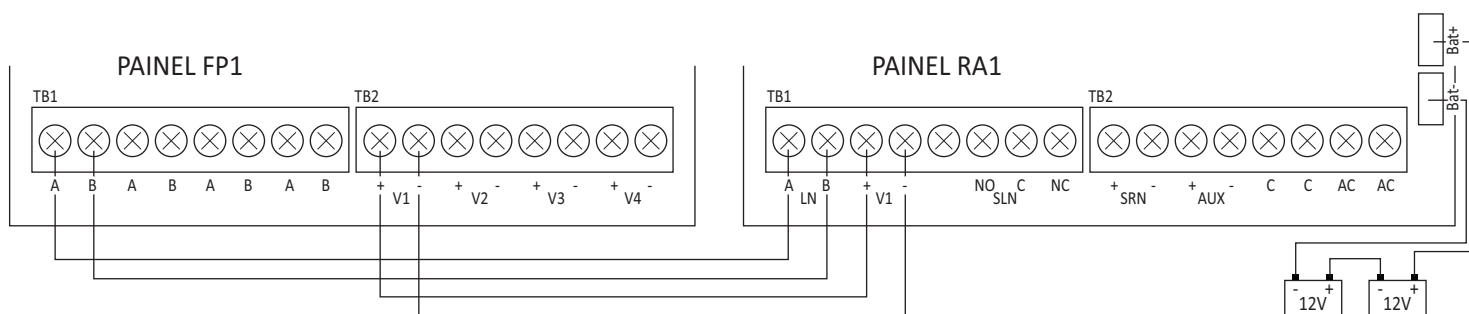 PAINEL FP1
PAINEL RA1
Bat+
Bat-
TB1
TB2
TB1
TB2
A B A B A B A B
+ - + - + - + -
V1 V2 V3 V4
A B + - NO C NC
LN V1 SLN
+ - + - C C AC AC
SRN AUX
- + - +
12V 12V